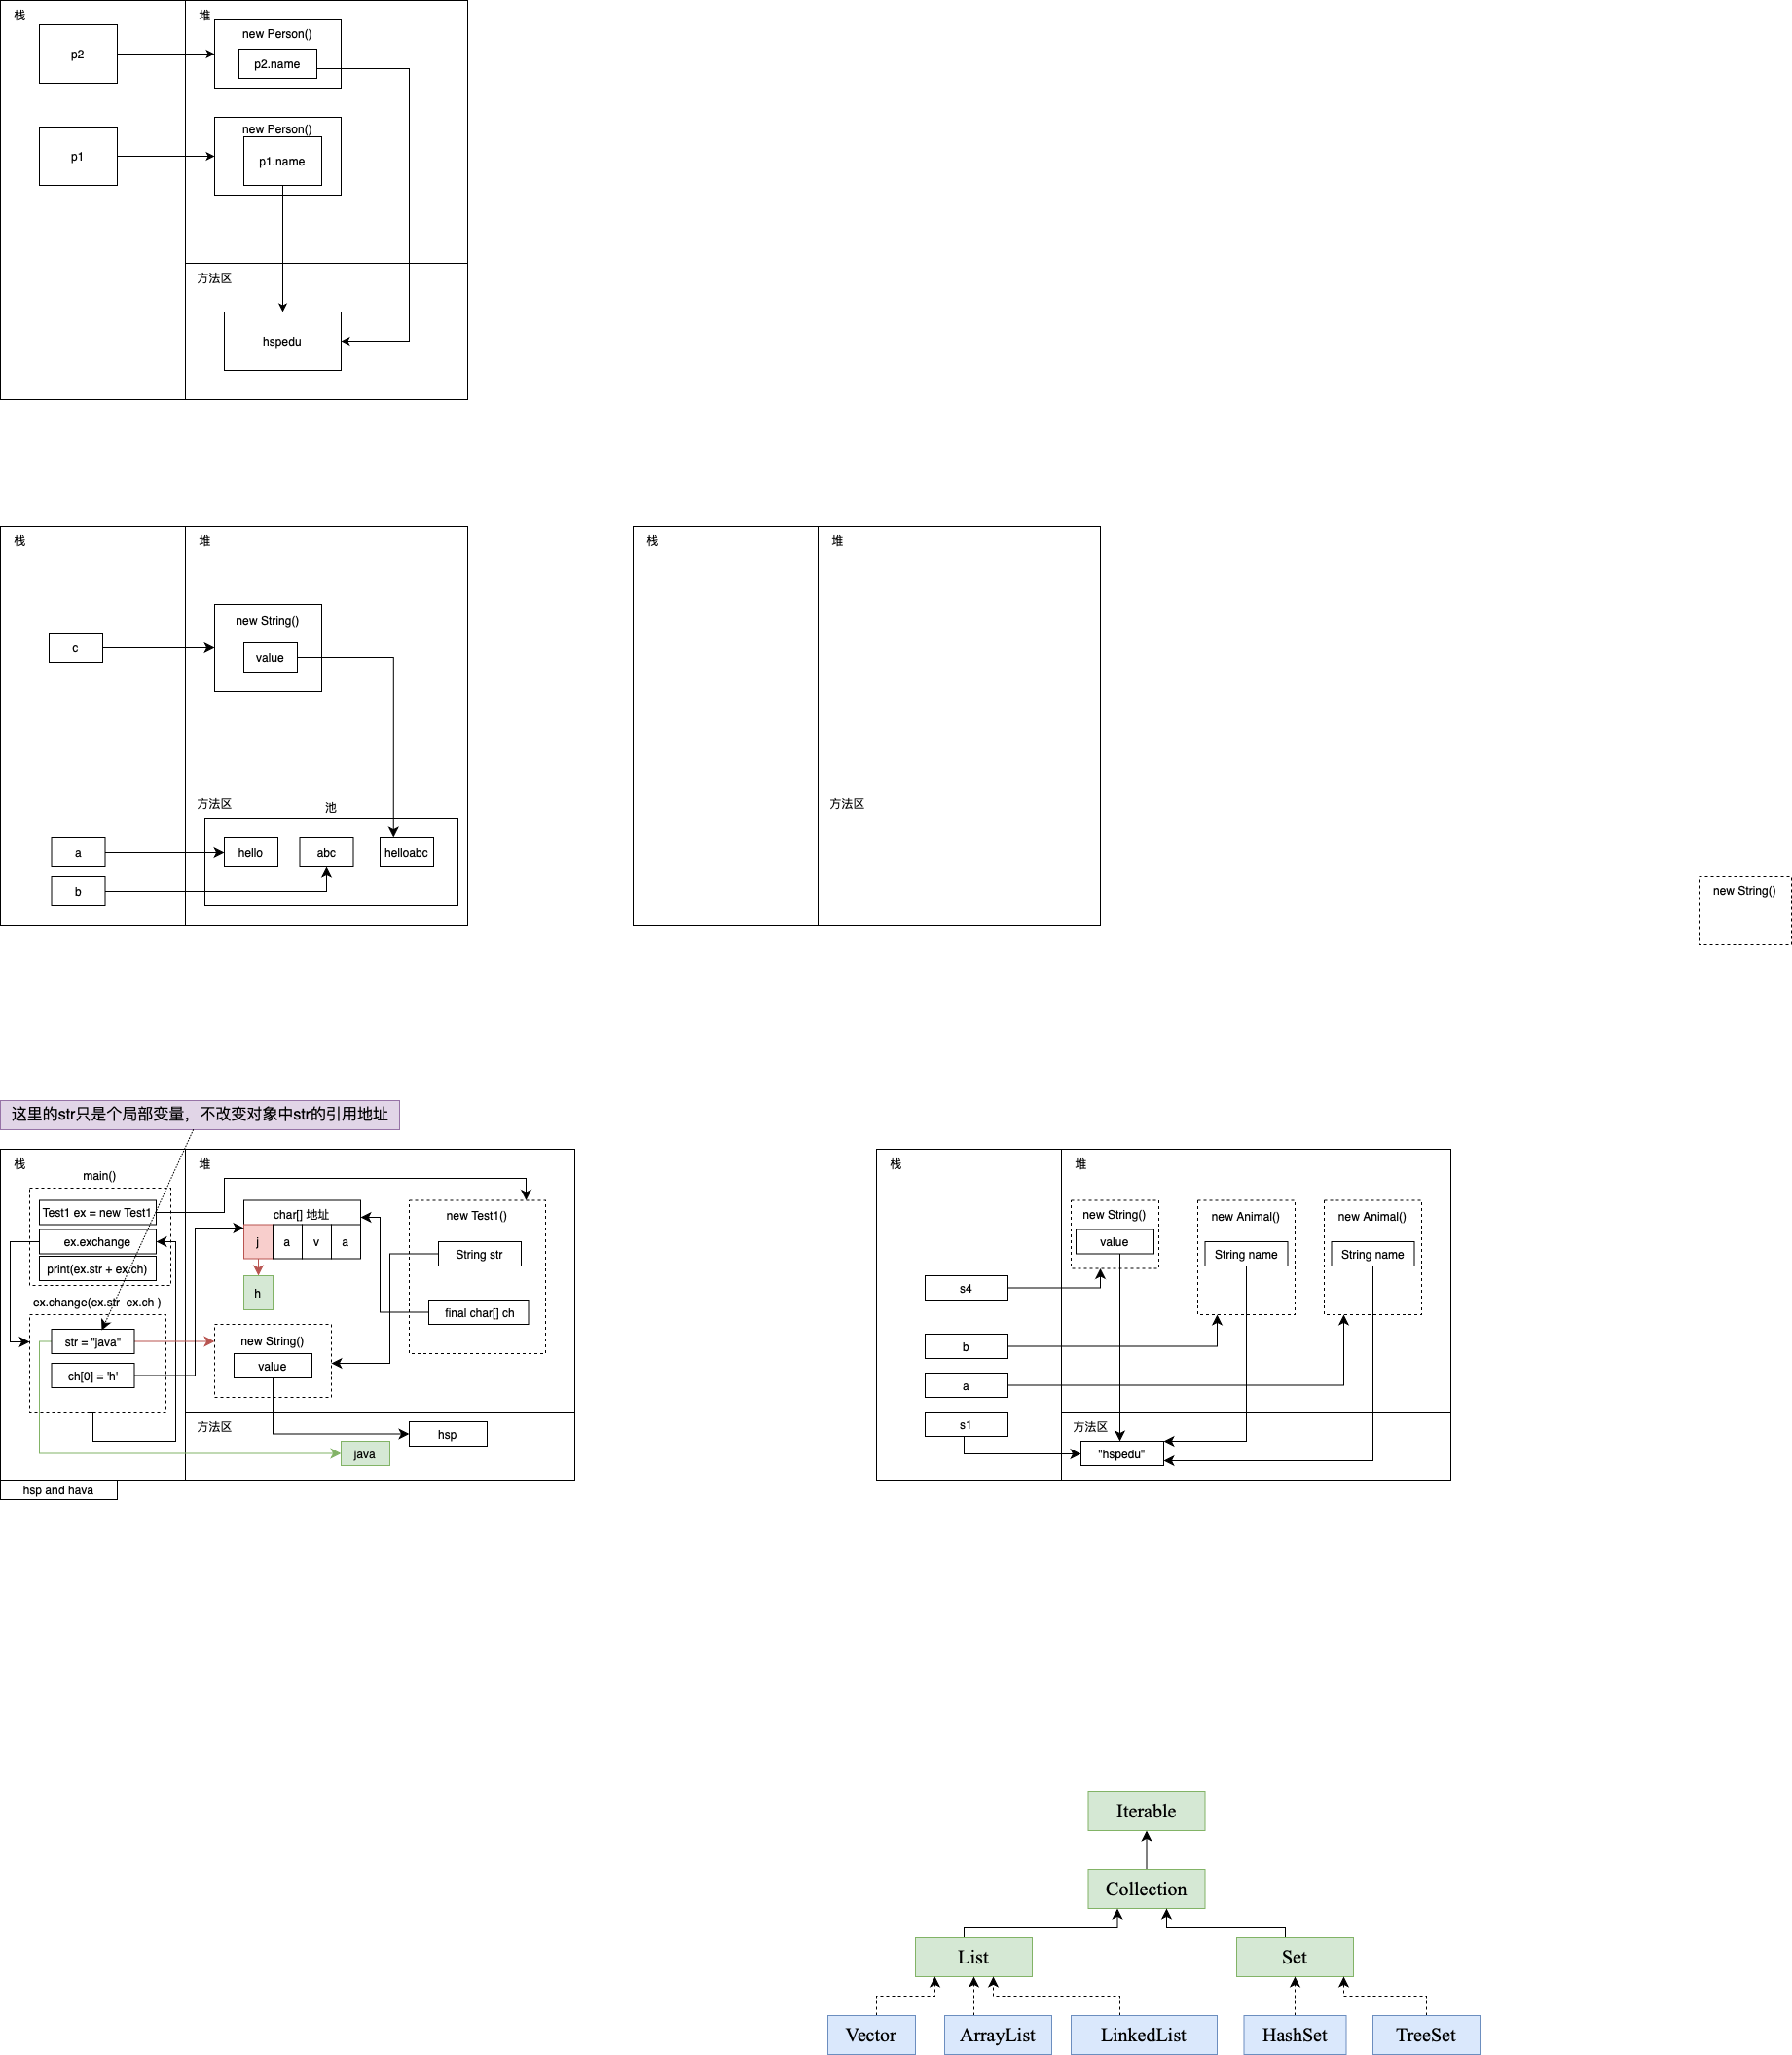 栈
堆
new Person()
p2
p2.name
new Person()
p1
p1.name
方法区
hspedu
栈
堆
new String()
c
value
方法区
池
a
hello
abc
helloabc
b
栈
堆
方法区
new String()
这里的str只是个局部变量，不改变对象中str的引用地址
栈
堆
main()
Test1 ex = new Test1
ex.exchange
print(ex.str + ex.ch)
ex.change(ex.str ex.ch )
str = "java"
ch[0] = 'h'
char[] 地址
j
a
v
a
h
new String()
value
new Test1()
String str
final char[] ch
方法区
hsp
java
hsp and hava
栈
堆
new String()
value
new Animal()
String name
new Animal()
String name
s4
b
a
s1
方法区
"hspedu"
Iterable
Collection
List
Set
Vector
ArrayList
LinkedList
HashSet
TreeSet